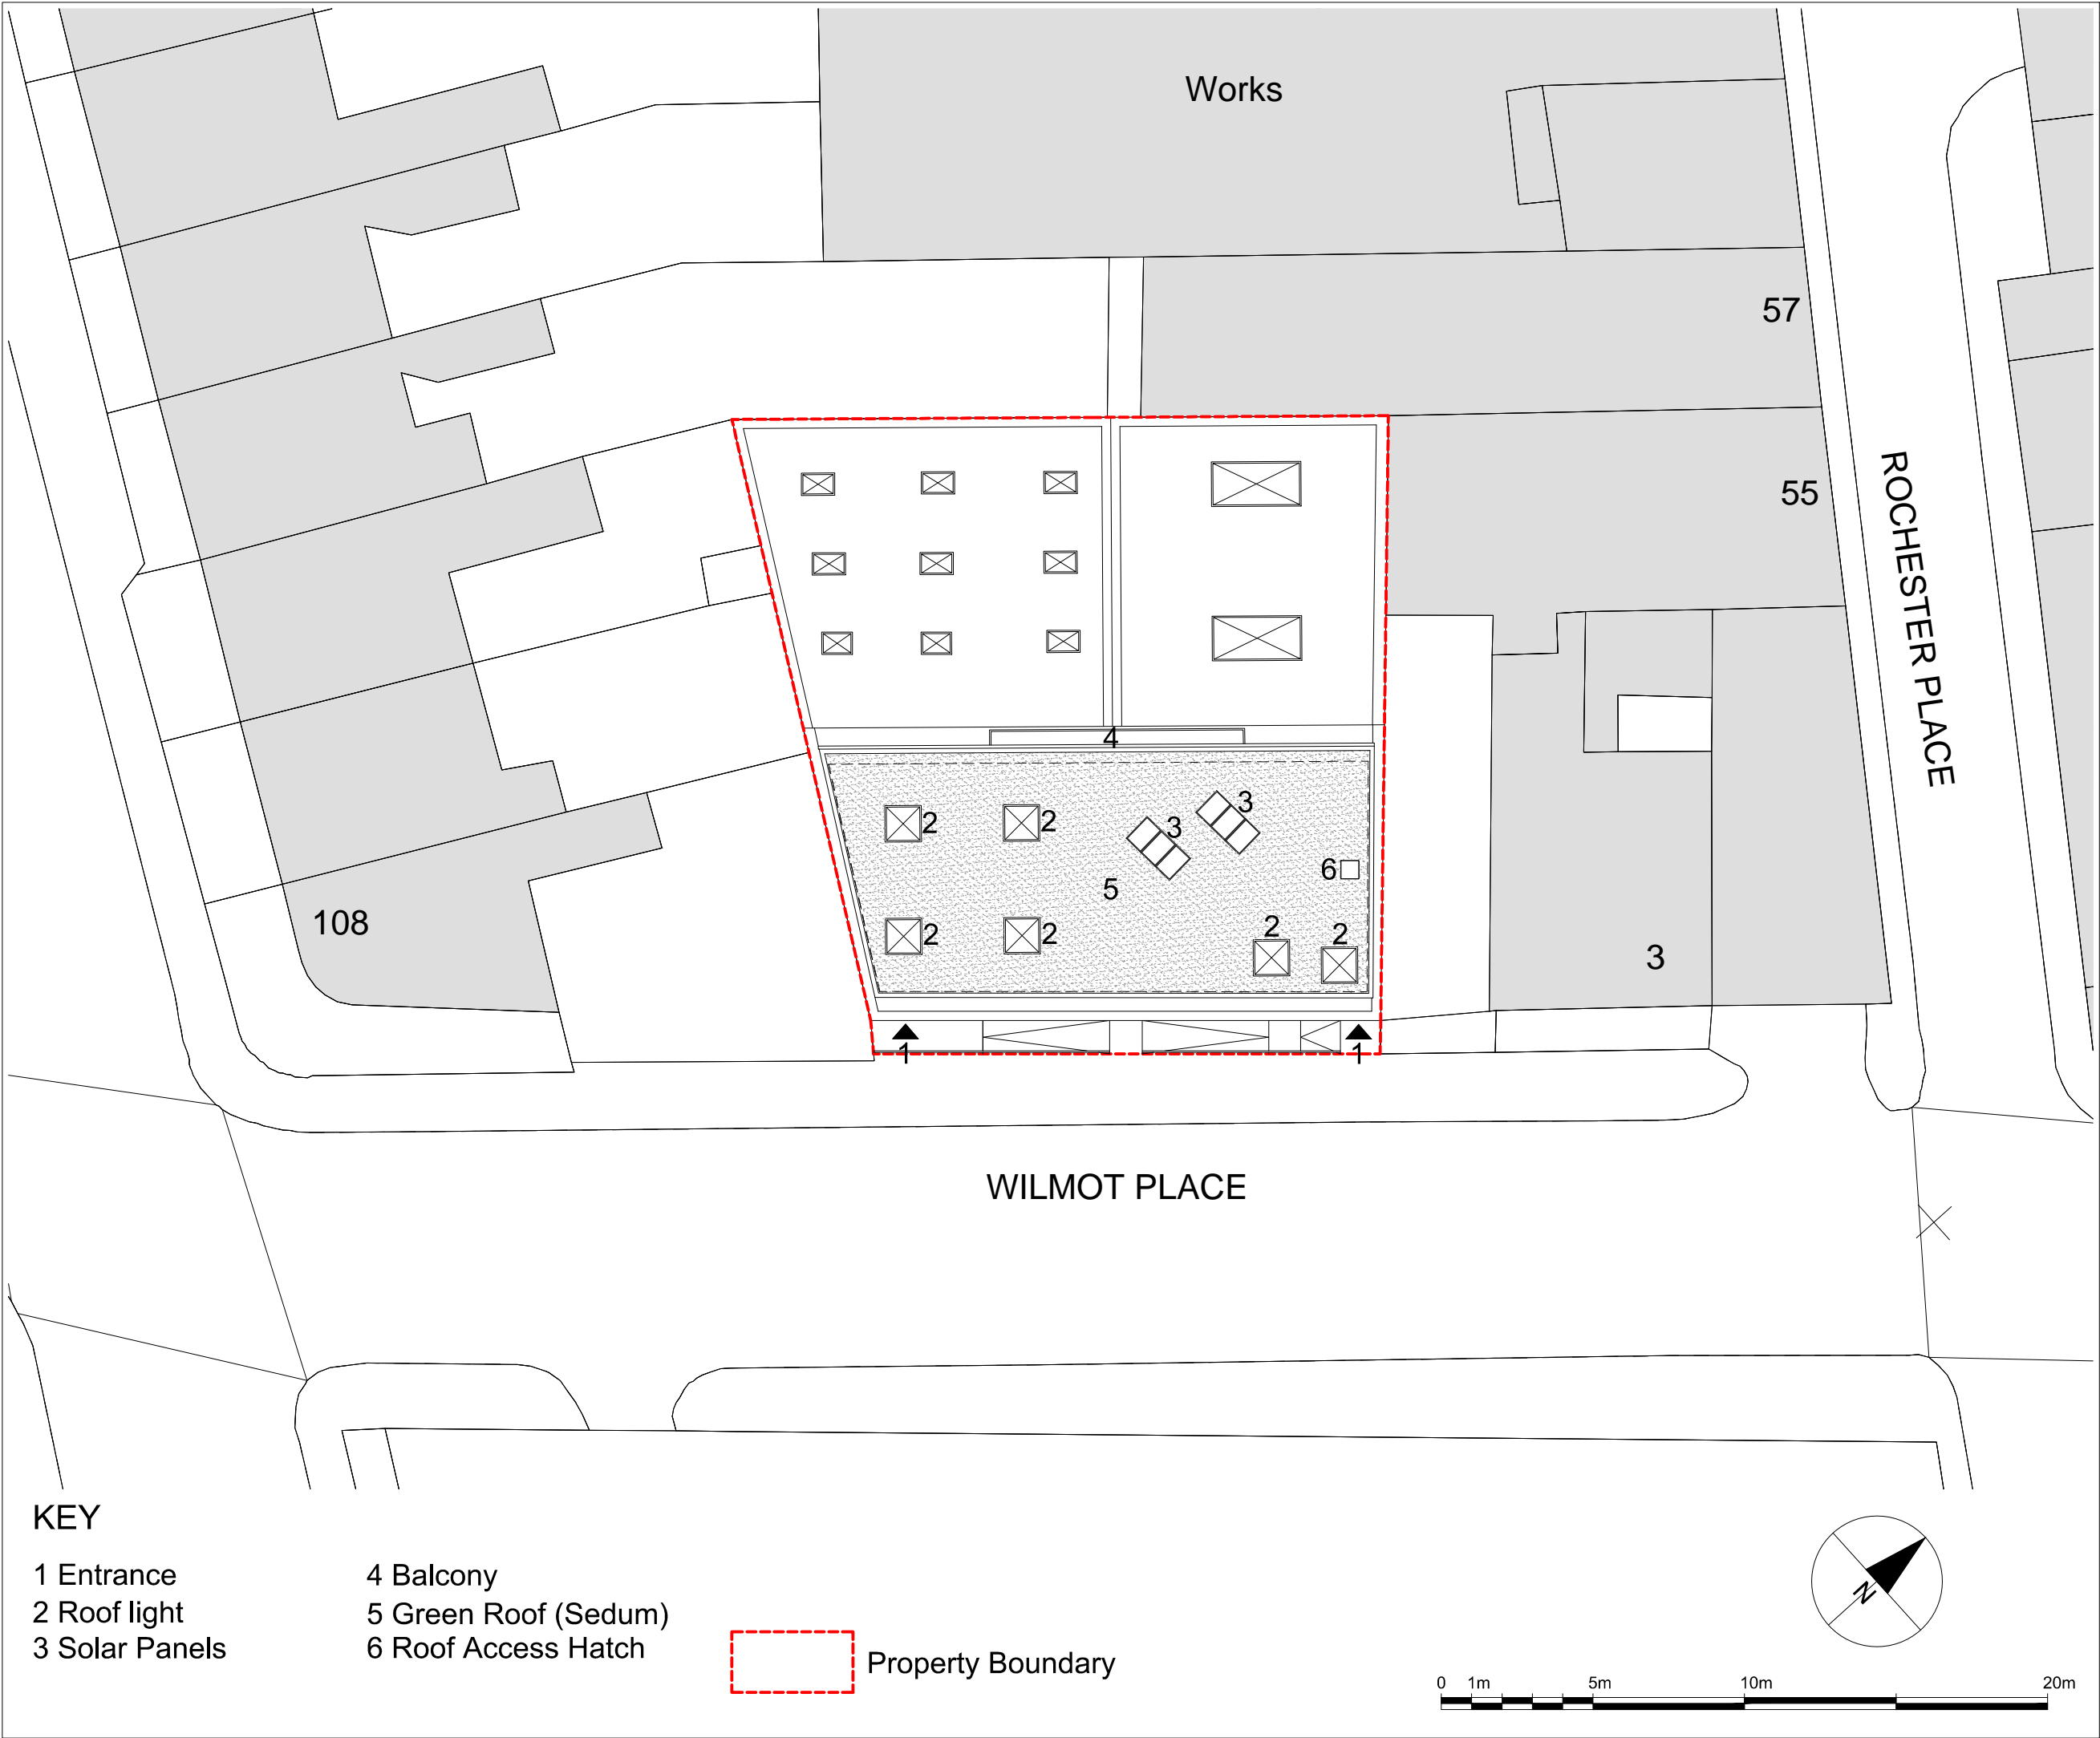 Works
57
55
ROCHESTER PLACE
4
3
3
2
2
6
5
108
2
2
2
2
3
1
1
WILMOT PLACE
KEY
1 Entrance
2 Roof light
3 Solar Panels
4 Balcony
5 Green Roof (Sedum)
6 Roof Access Hatch
Property Boundary
N
0 1m 5m 10m 20m